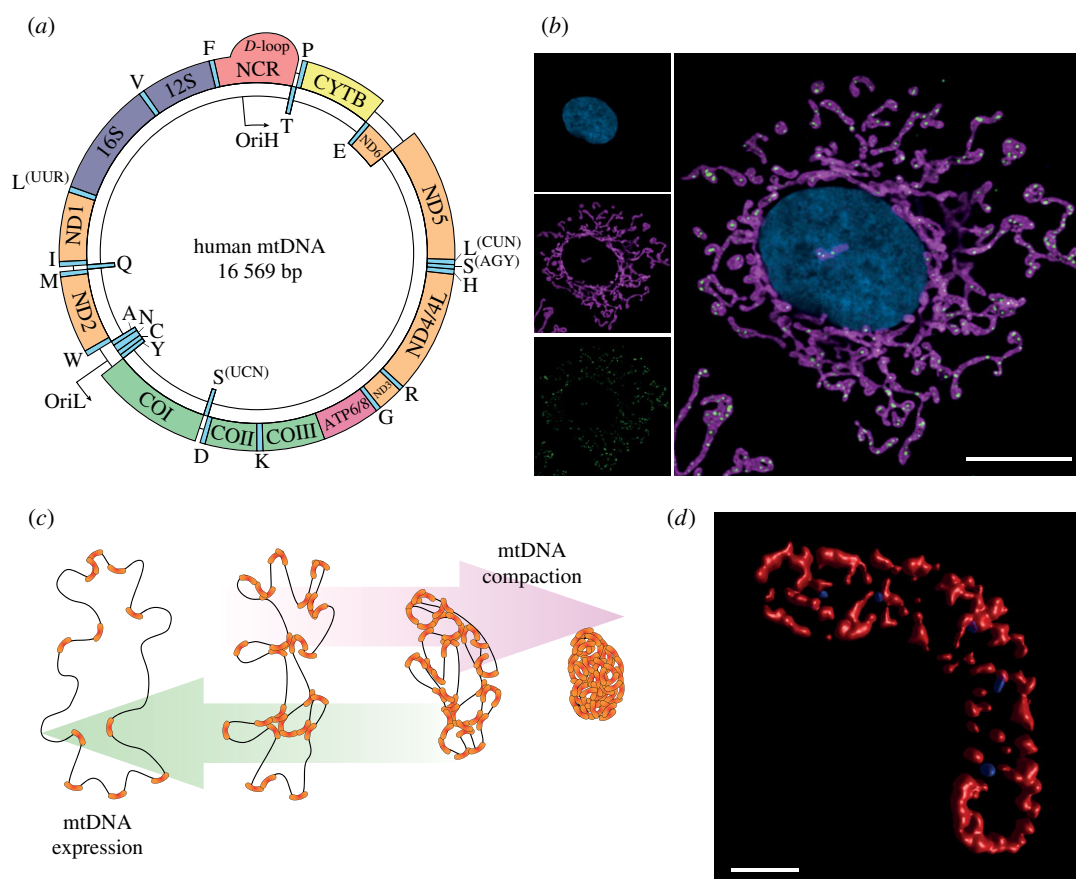 (a)
D-loop
NCR
F
P
V
12S
CYTB
T
OriH
E
ND6
16S
ND5
L(UUR)
ND1
human mtDNA
16 569 bp
L(CUN)
S(AGY)
H
I
Q
M
ND2
A
N
C
Y
W
ND4/4L
OriL
S(UCN)
R
ND3
G
COI
ATP6/8
COII
COIII
D
K
(b)
(c)
mtDNA
compaction
mtDNA
expression
(d)